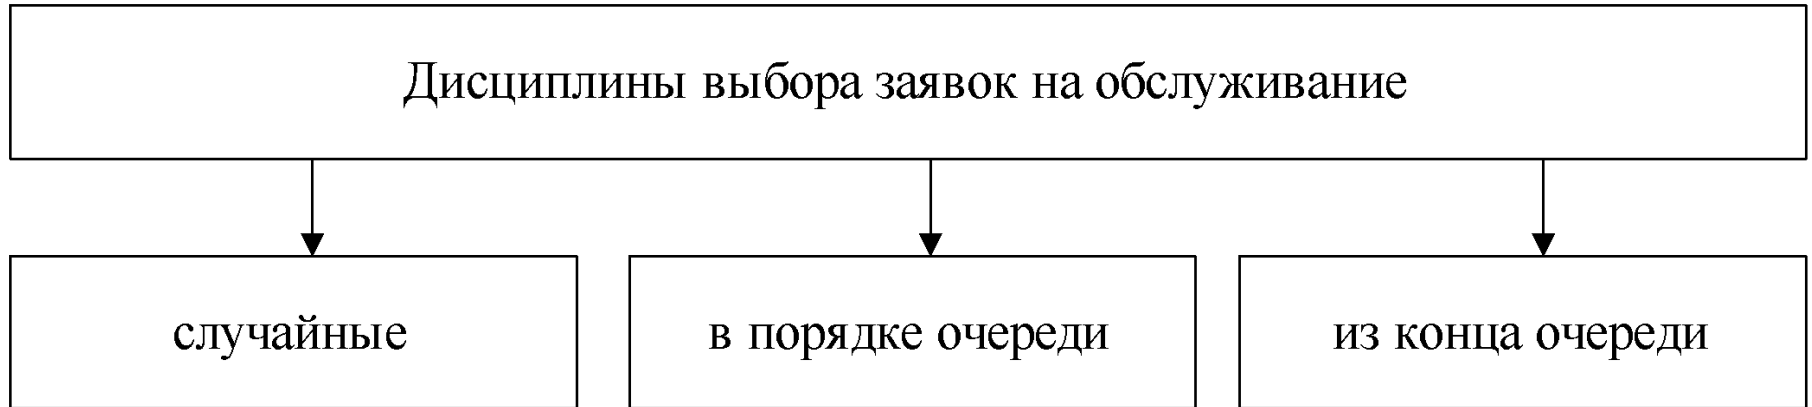 Дисциплины выбора заявок на обслуживание
случайные
в порядке очереди
из конца очереди